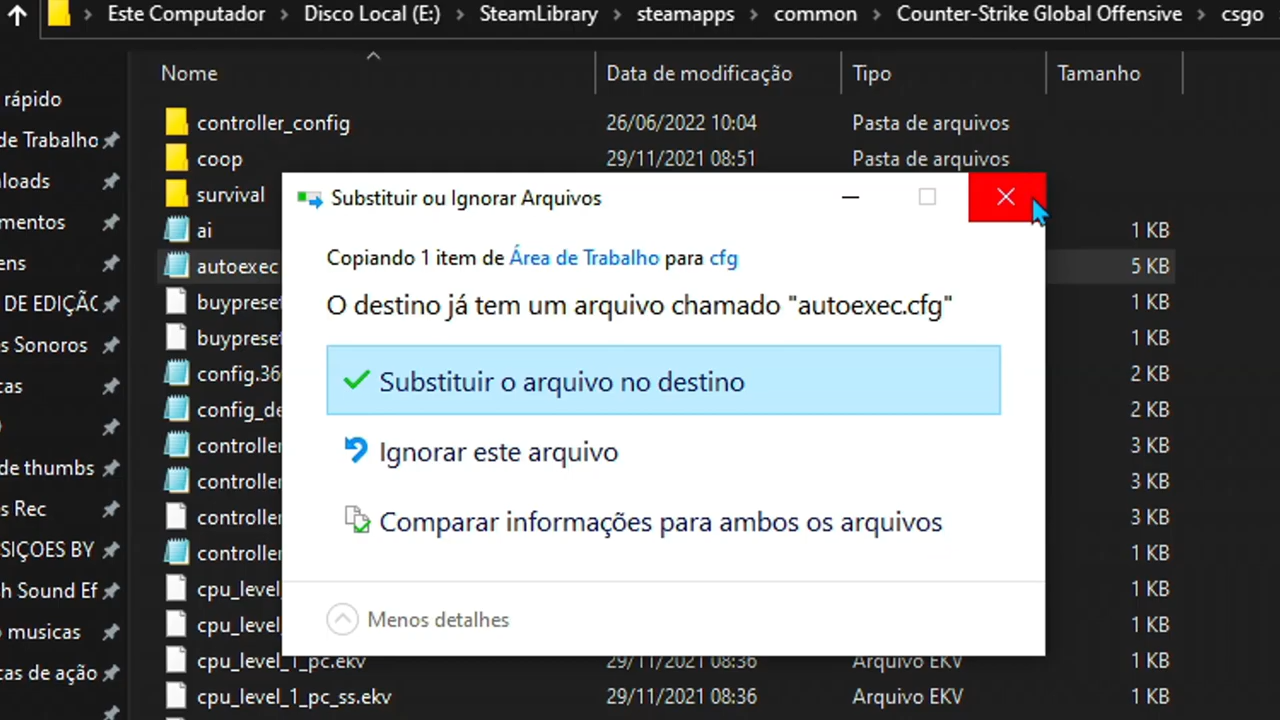 Este Computador > Disco Local (E:) > SteamLibrary > steamapps > common > Counter-Strike Global Offensive > csgo
Nome Data de modificação Tipo Tamanho
rápido
de Trabalho
loads
mentos
ens
DE EDIÇÃO
s Sonoros
cas
de thumbs
s Rec
SIÇOES BY
h Sound Ef
musicas
as de ação
controller_config 26/06/2022 10:04 Pasta de arquivos
coop 29/11/2021 08:51 Pasta de arquivos
survival
ai 1 KB
autoexec 5 KB
buypreset 1 KB
buypreset 1 KB
config.36 2 KB
config_de 2 KB
controller 3 KB
controller 3 KB
controller 3 KB
controller 1 KB
cpu_level_ 1 KB
cpu_level_ 1 KB
cpu_level_1_pc.ekv 29/11/2021 08:36 Arquivo EKV 1 KB
cpu_level_1_pc_ss.ekv 29/11/2021 08:36 Arquivo EKV 1 KB
Substituir ou Ignorar Arquivos
Copiando 1 item de Área de Trabalho para cfg
O destino já tem um arquivo chamado "autoexec.cfg"
Substituir o arquivo no destino
Ignorar este arquivo
Comparar informações para ambos os arquivos
Menos detalhes